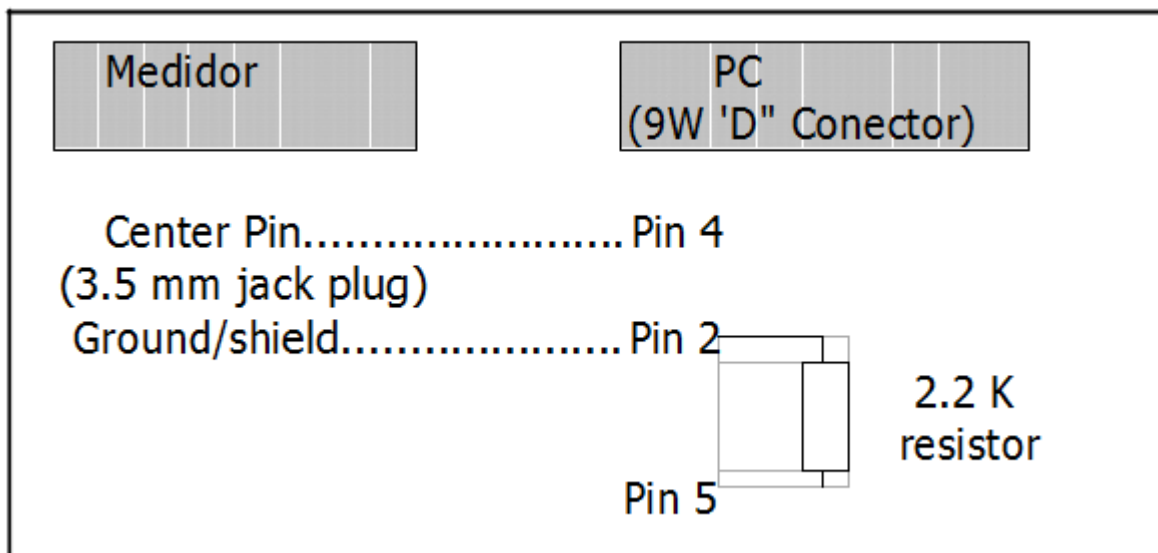 Medidor
PC
(9W 'D" Conector)
Center Pin........................ Pin 4
(3.5 mm jack plug)
Ground/shield...................... Pin 2
2.2 K
resistor
Pin 5